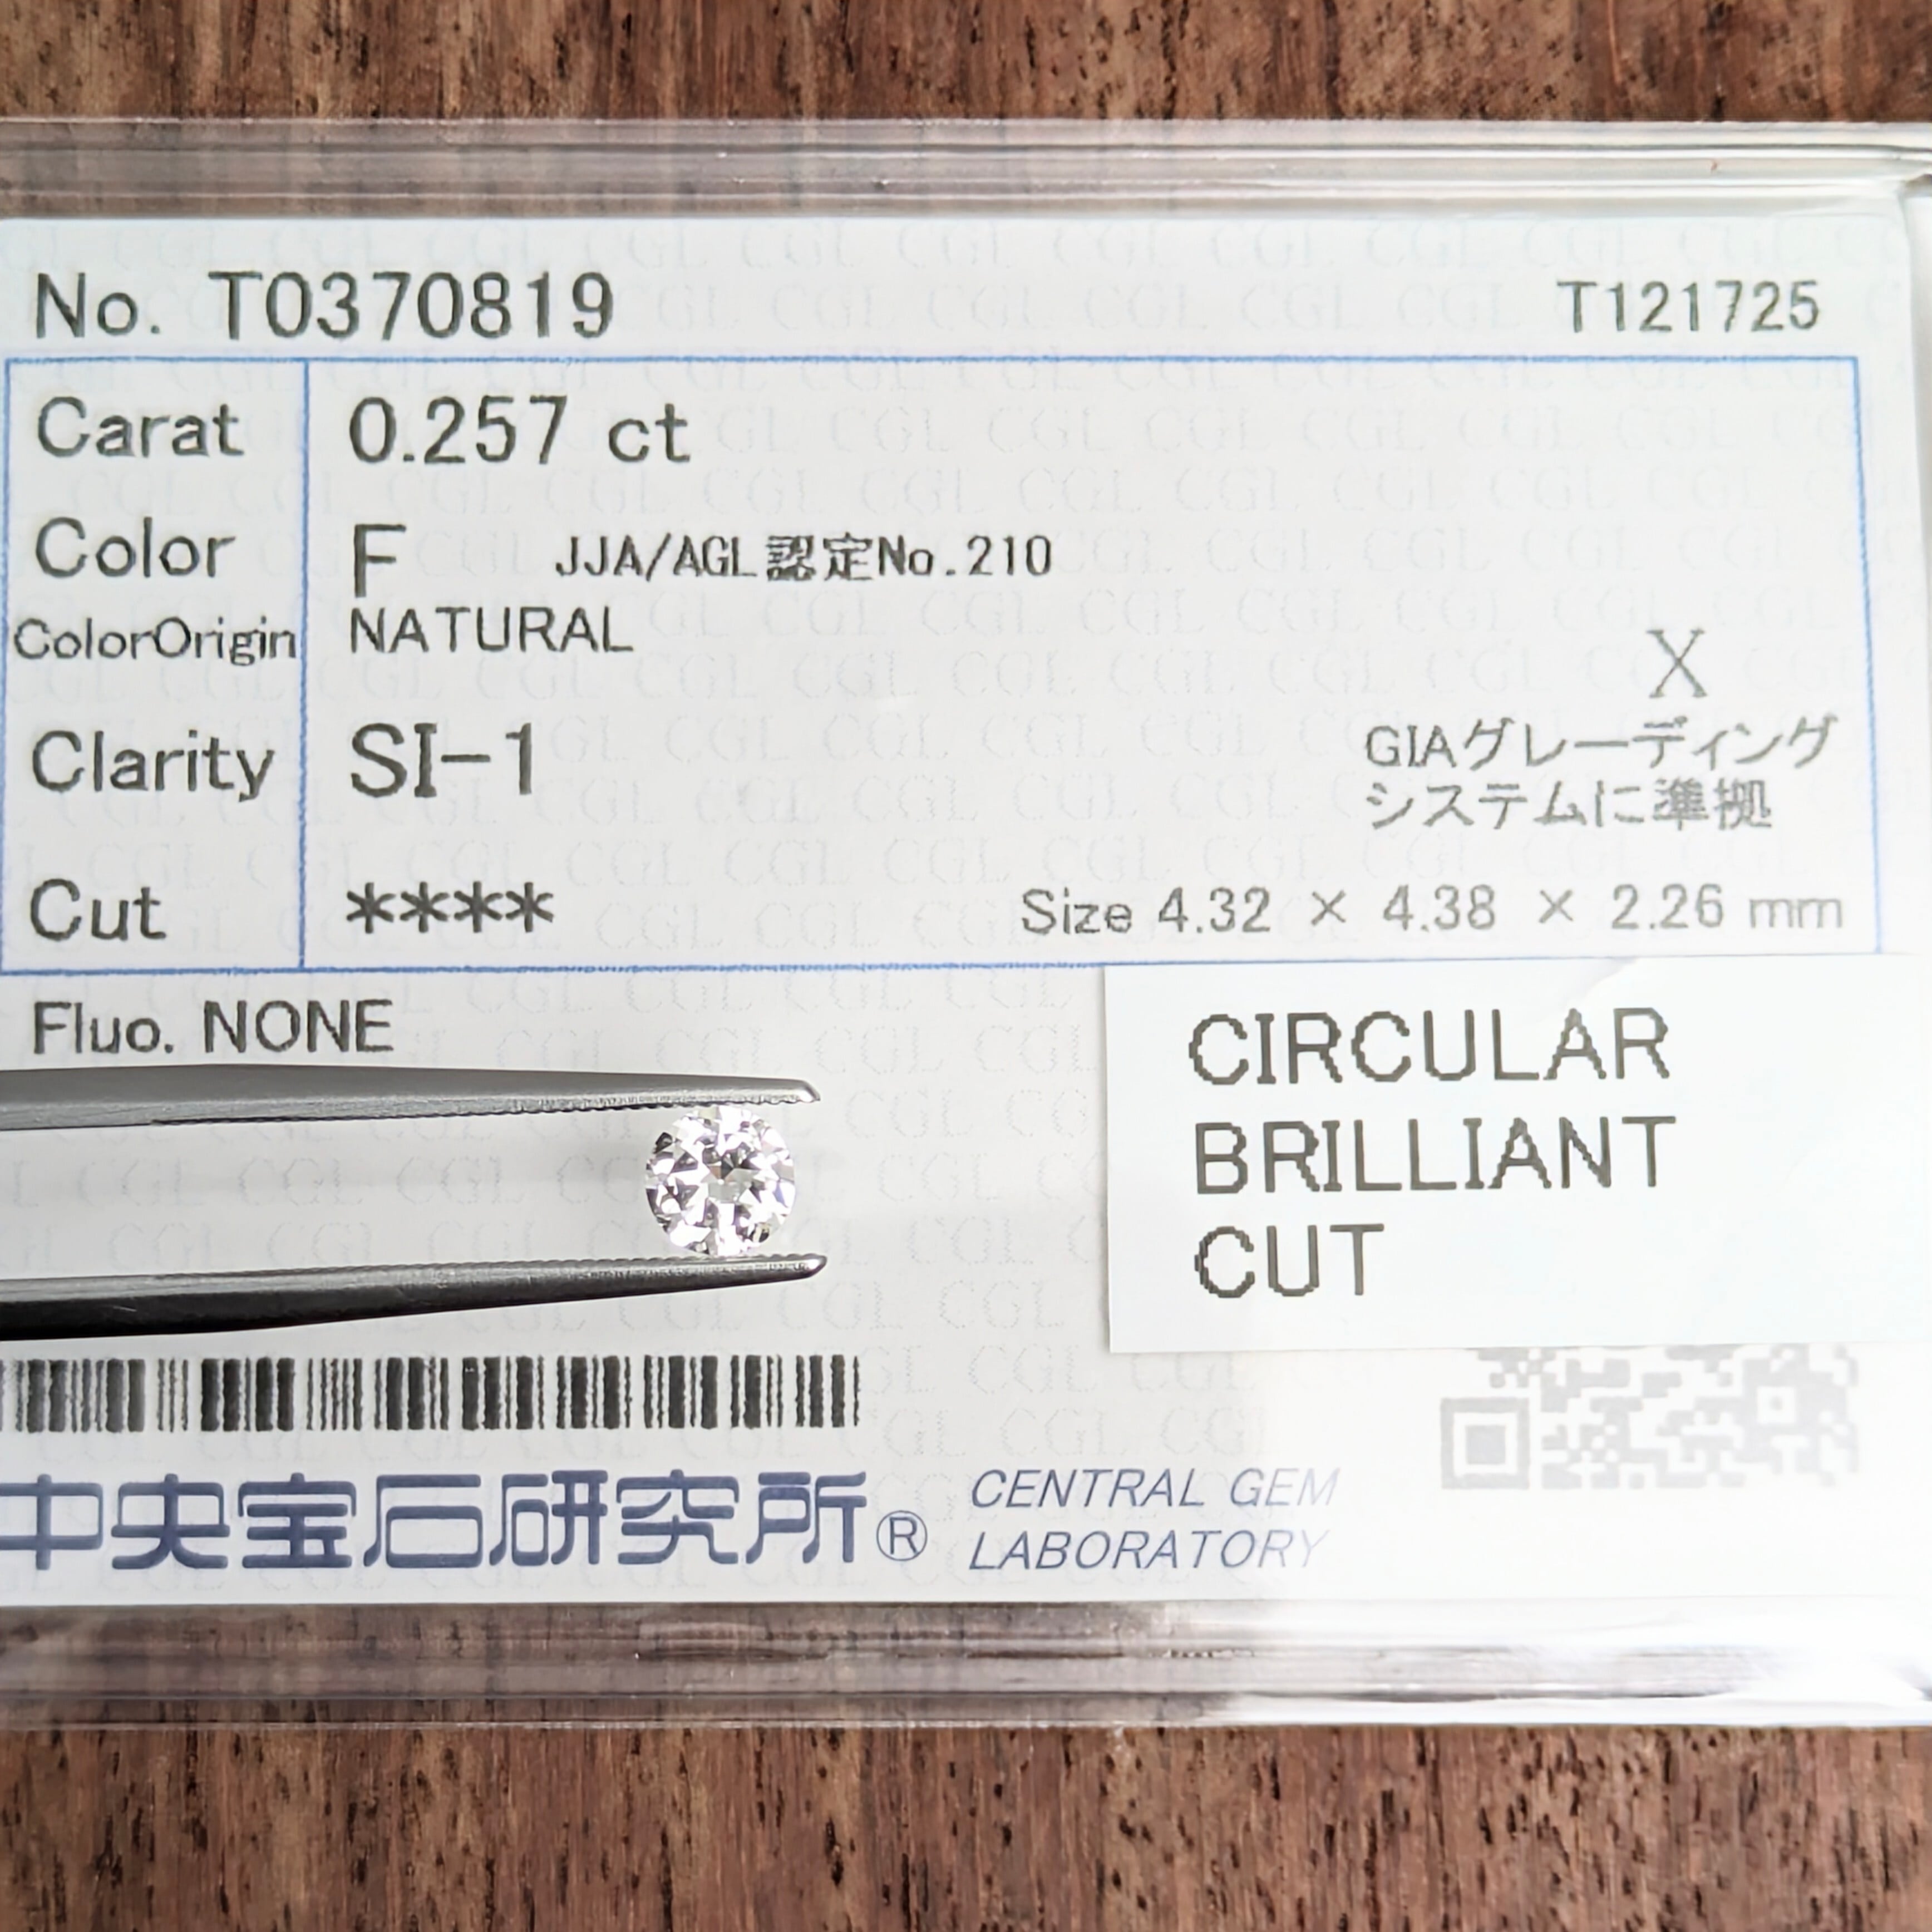 No. T0370819 T121725
Carat 0.257 ct
Color F JJA/AGL認定No.210
ColorOrigin NATURAL
X
Clarity SI-1
GIAグレーディング
システムに準拠
Cut **** Size 4.32 × 4.38 × 2.26 mm
Fluo. NONE
CIRCULAR
BRILLIANT
CUT
中央宝石研究所® CENTRAL GEM
LABORATORY